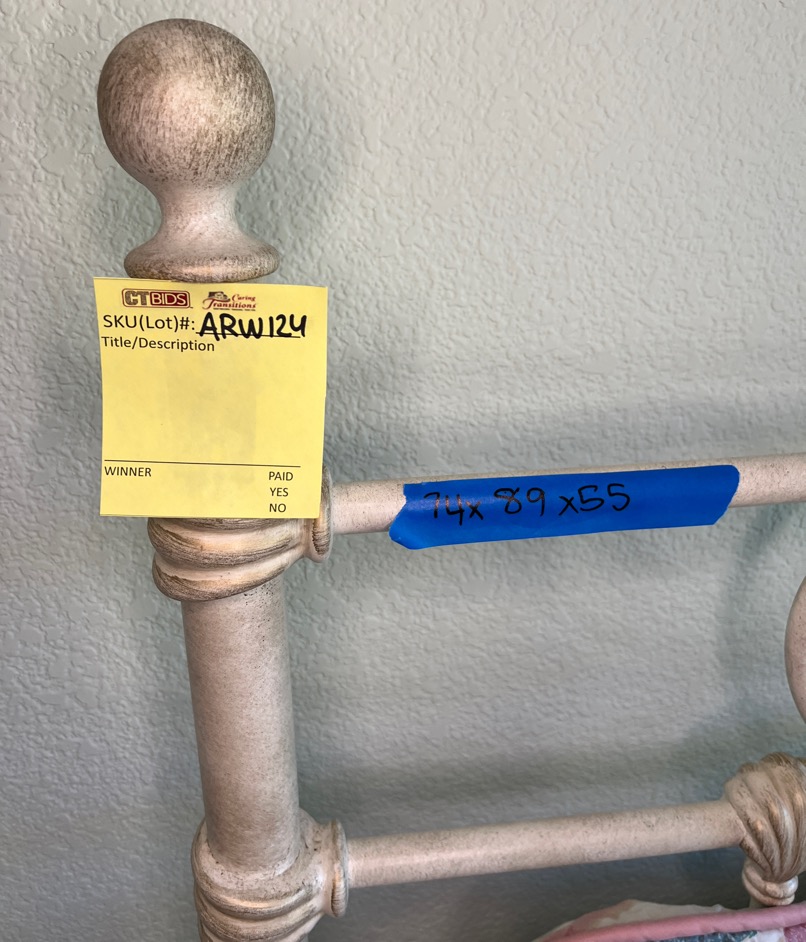 CTBIDS Caring Transitions
SKU(Lot)#: ARW124
Title/Description
WINNER PAID
YES
NO
74x 89 x55